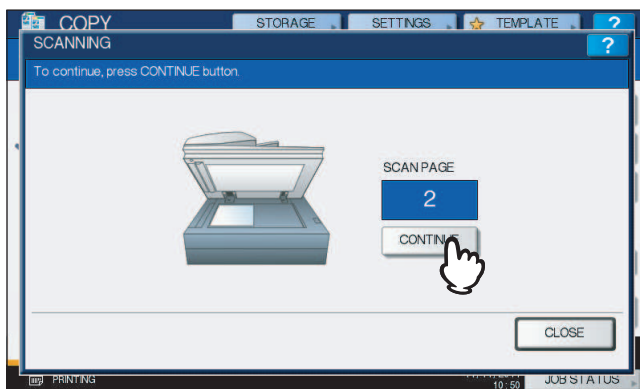 COPY STORAGE SETTINGS TEMPLATE ?
SCANNING ?
To continue, press CONTINUE button.
SCAN PAGE
2
CONTINUE
CLOSE
PRINTING 10:50 JOB STATUS